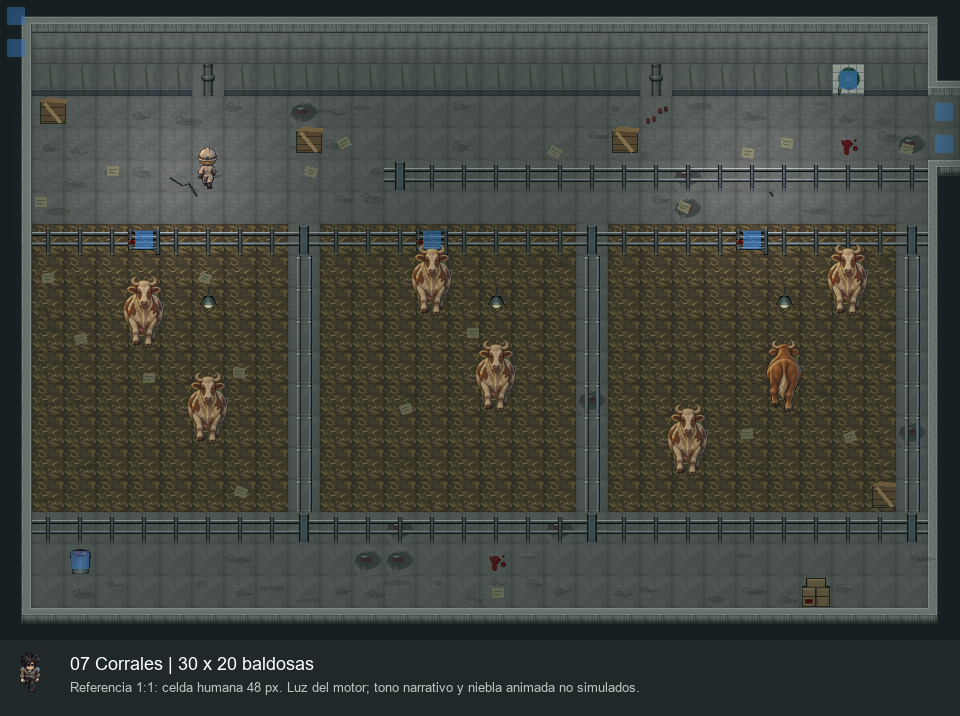 07 Corrales | 30 x 20 baldosas
Referencia 1:1: celda humana 48 px. Luz del motor; tono narrativo y niebla animada no simulados.